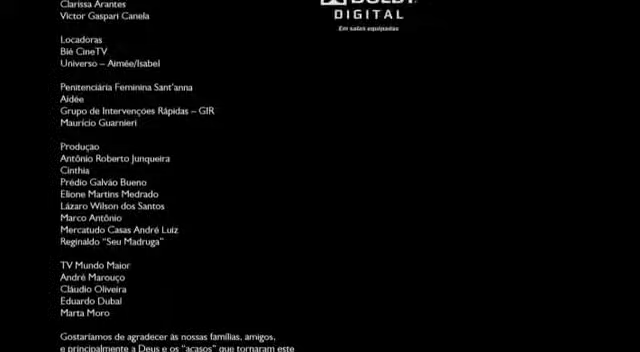 Clarissa Arantes
Victor Gaspari Canela
DOLBY
DIGITAL
Em salas equipadas
Locadoras
Blé CineTV
Universo – Aimée/Isabel
Penitenciária Feminina Sant'anna
Aidée
Grupo de Intervenções Rápidas – GIR
Maurício Guarnieri
Produção
Antônio Roberto Junqueira
Cinthia
Prédio Galvão Bueno
Elione Martins Medrado
Lázaro Wilson dos Santos
Marco Antônio
Mercatudo Casas André Luiz
Reginaldo “Seu Madruga”
TV Mundo Maior
André Marouço
Cláudio Oliveira
Eduardo Dubal
Marta Moro
Gostaríamos de agradecer às nossas famílias, amigos,
e principalmente a Deus e os “acasos” que tornaram este